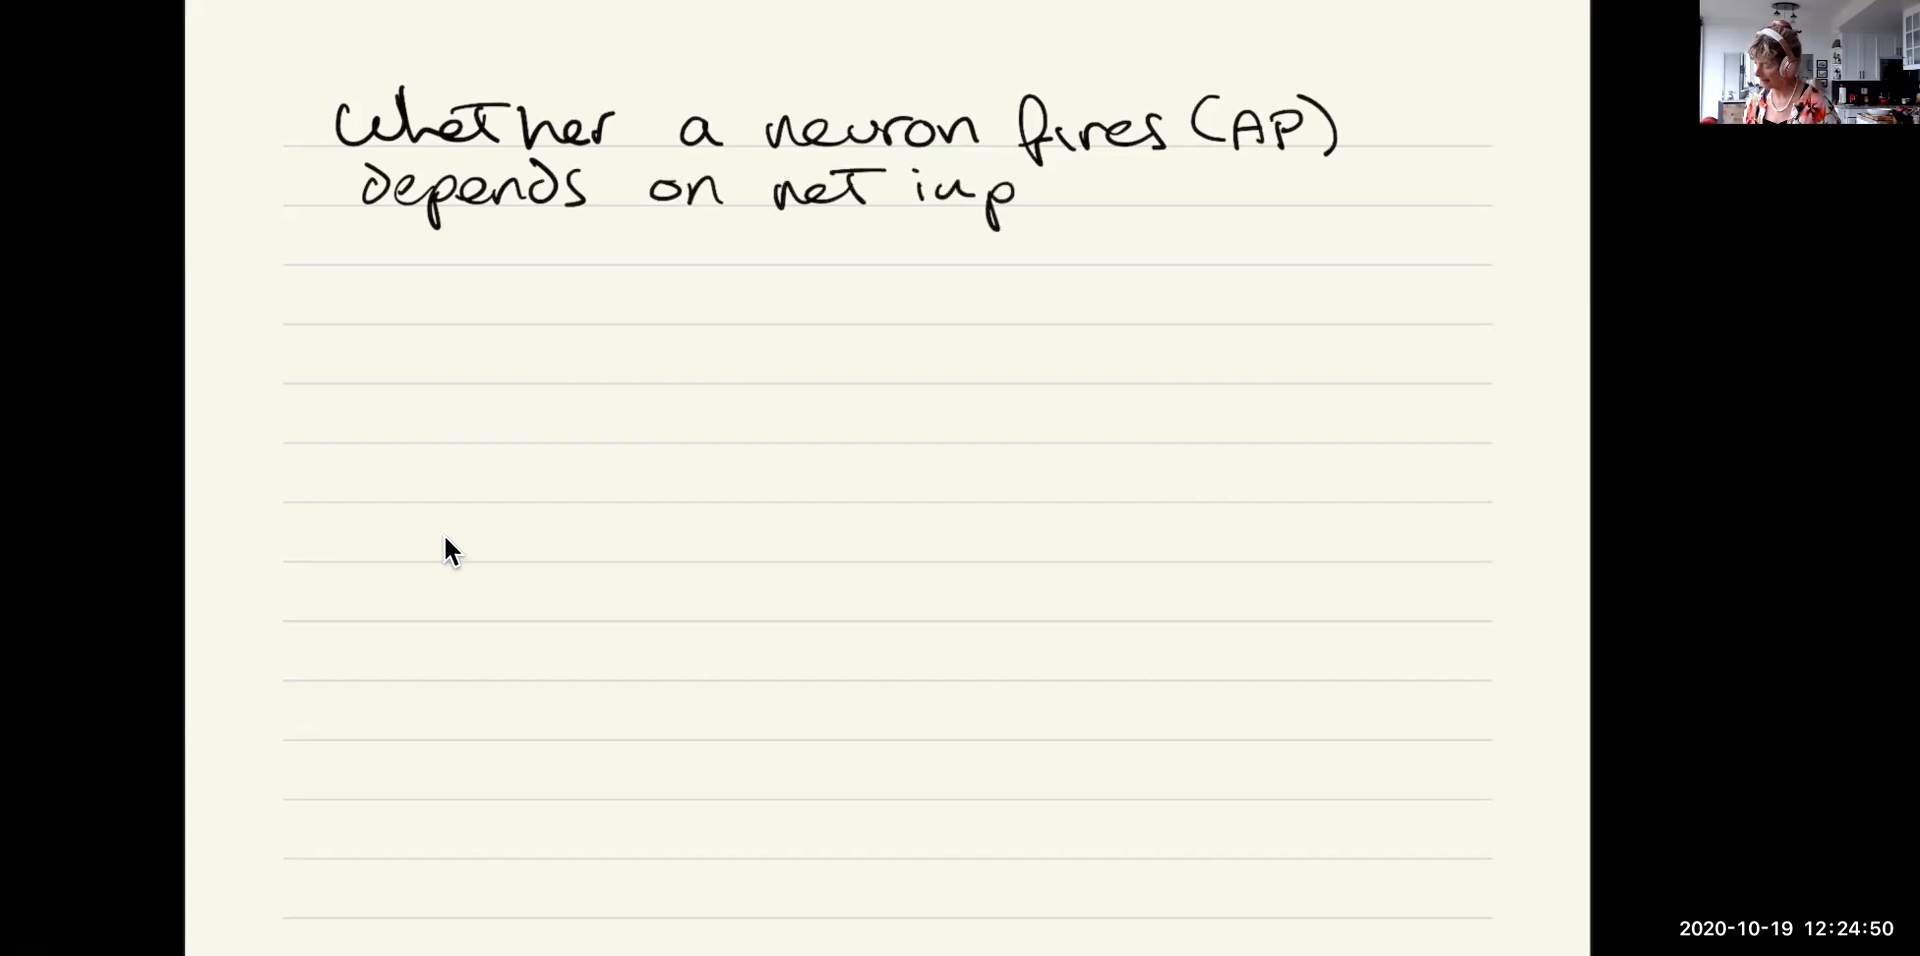 Whether a neuron fires (AP)
depends on net inp
2020-10-19 12:24:50